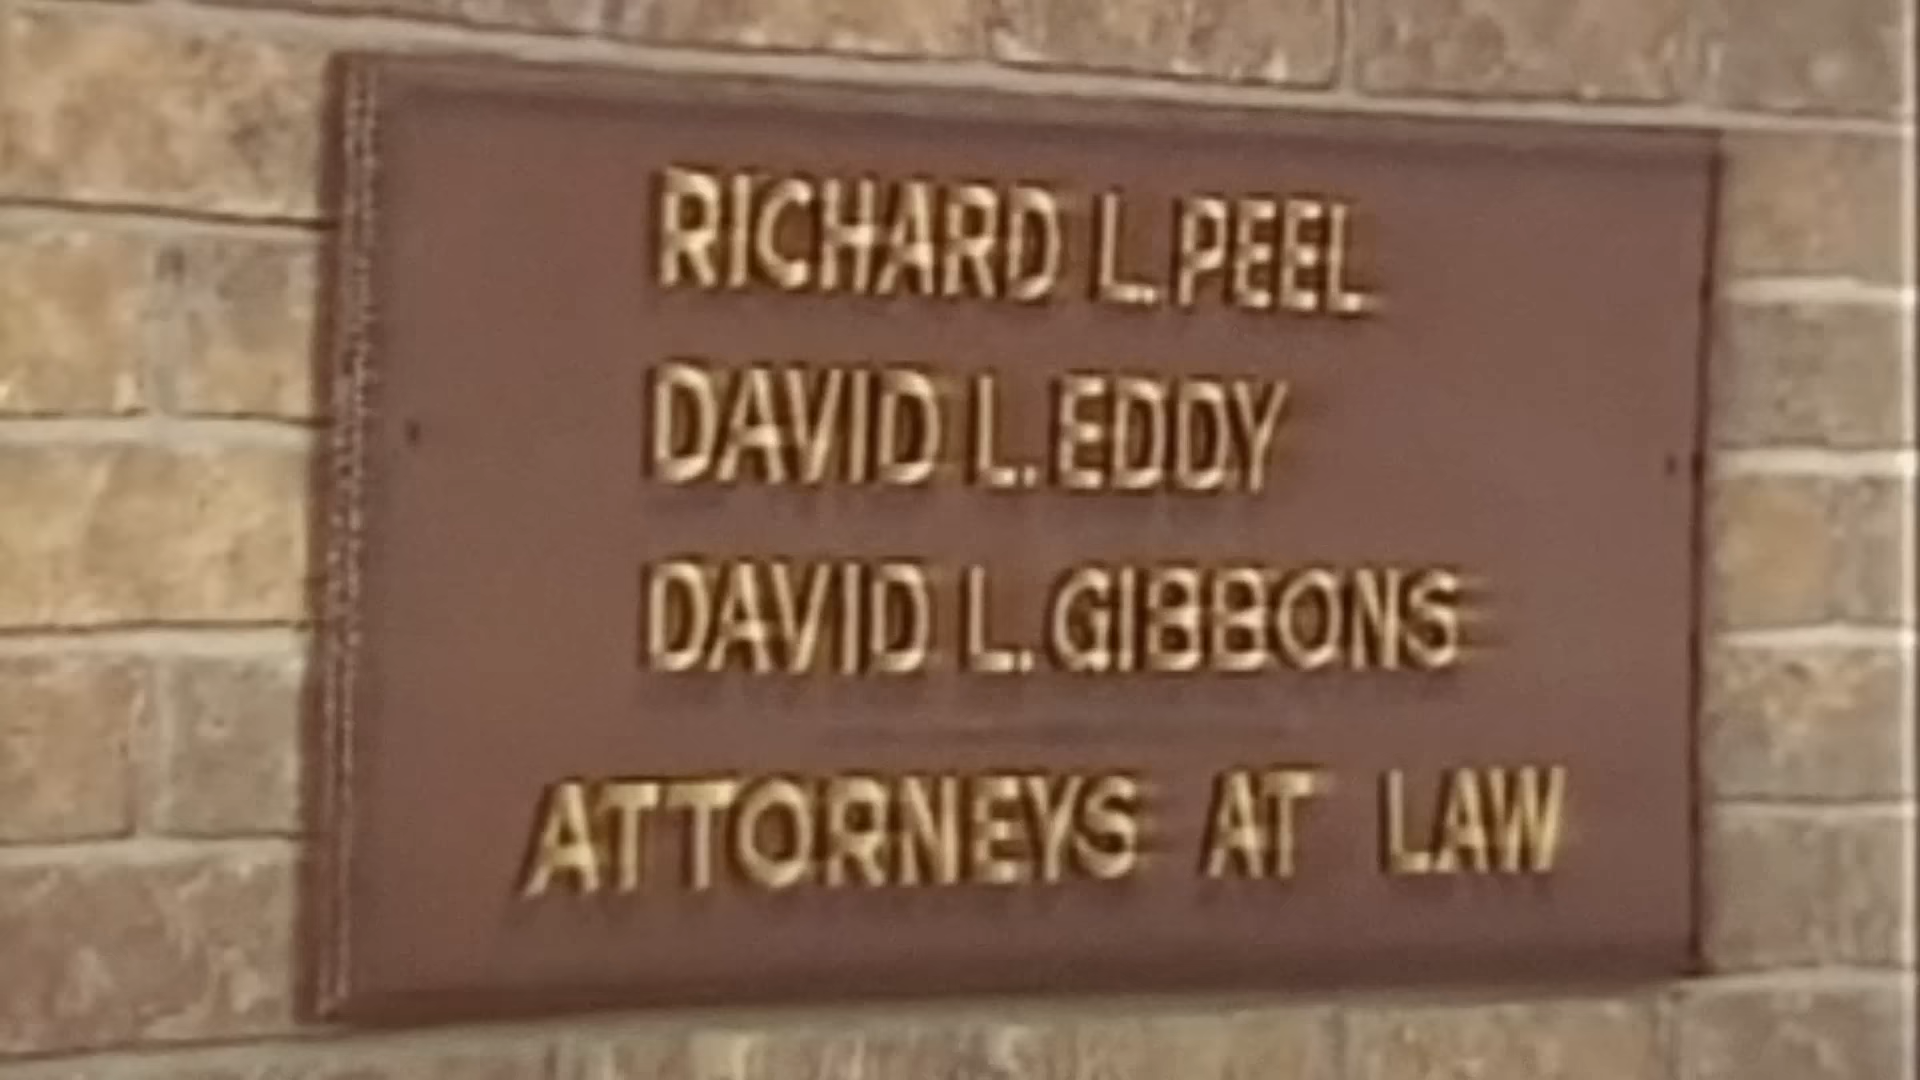 RICHARD L. PEEL
DAVID L. EDDY
DAVID L. GIBBONS
ATTORNEYS AT LAW